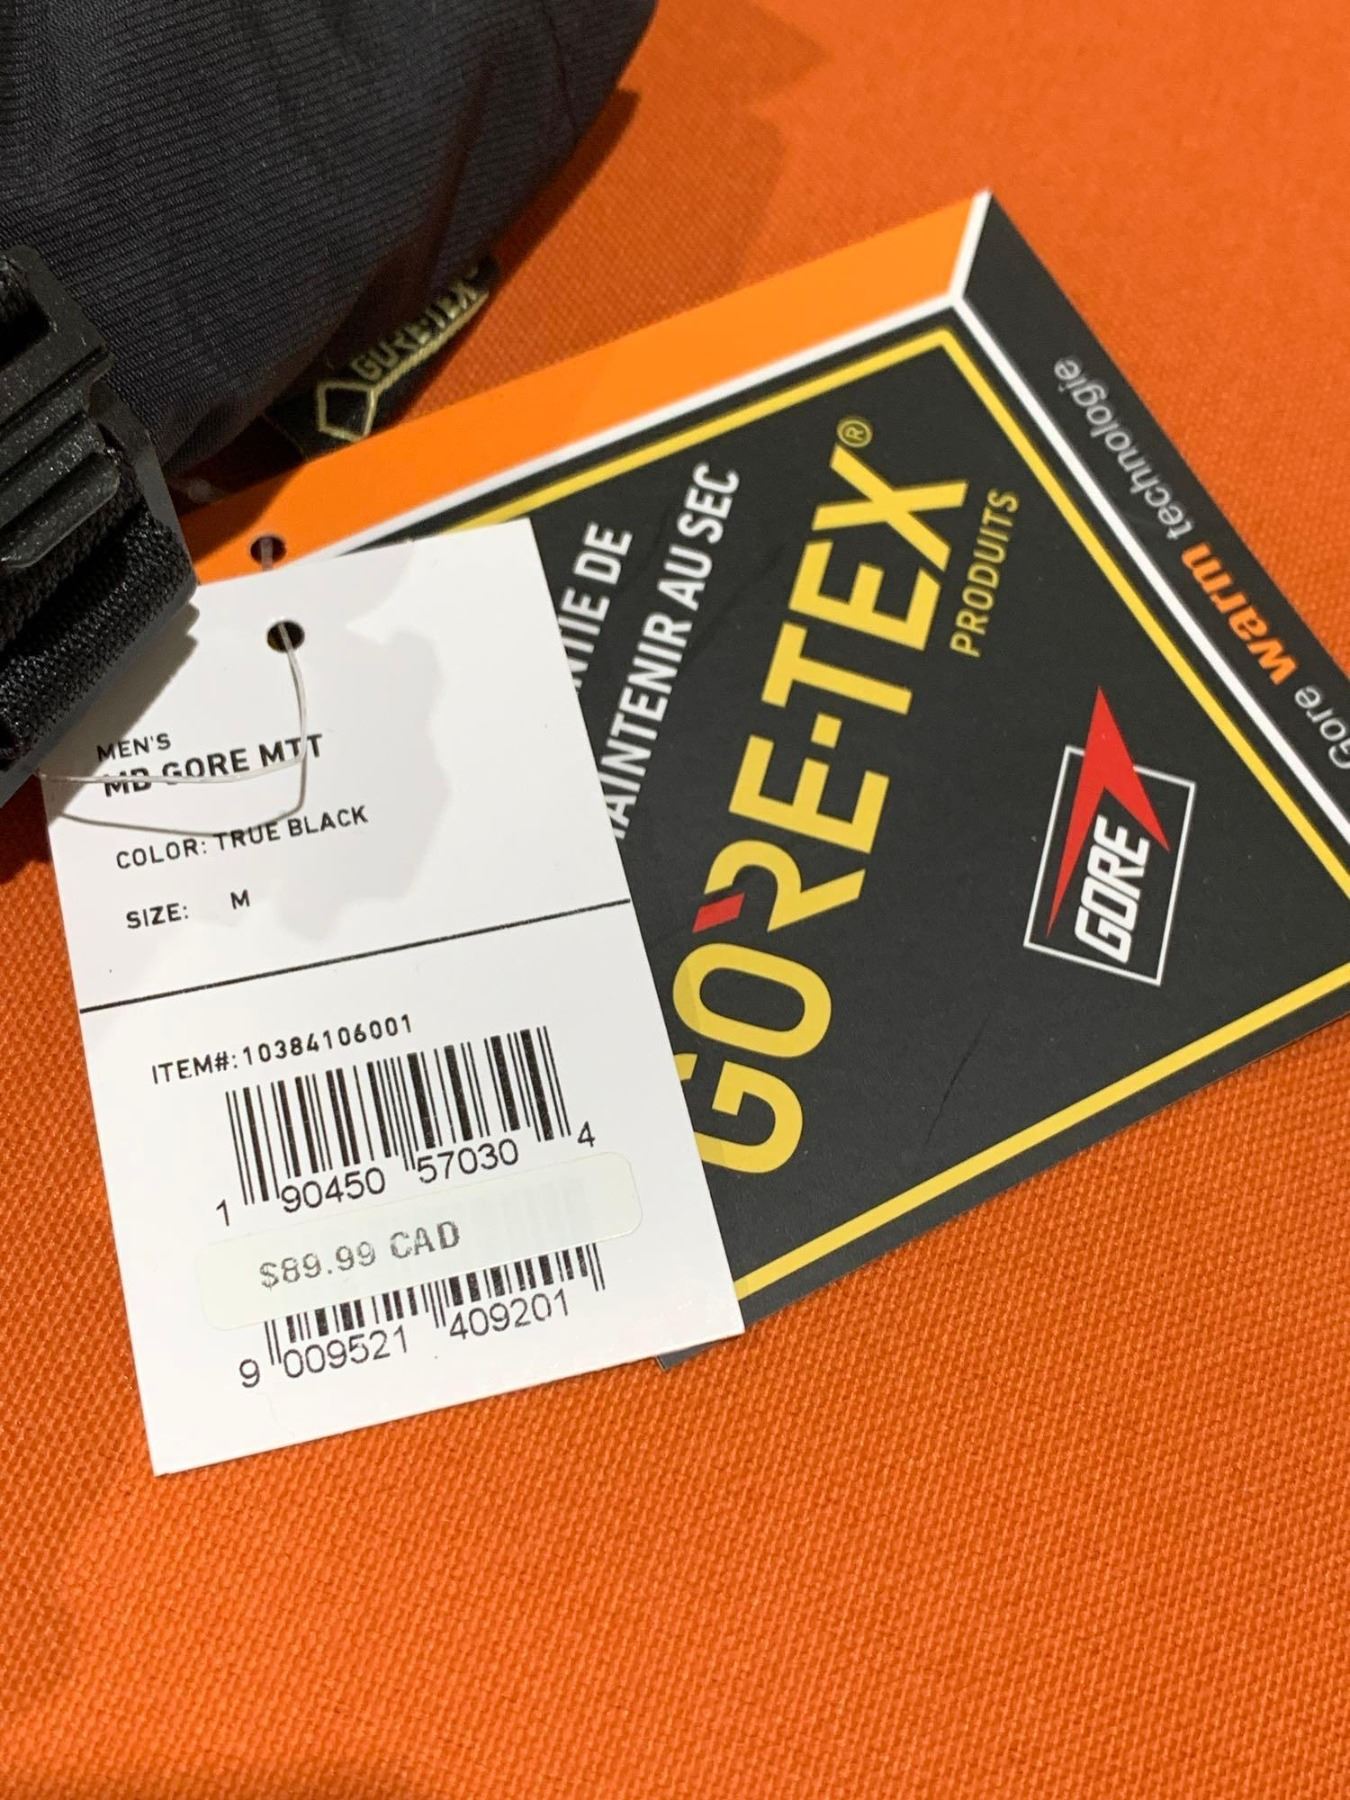 GORE-TEX
MEN'S
MB GORE MTT
COLOR: TRUE BLACK
SIZE: M
ITEM#:10384106001
1 90450 57030 4
$89.99 CAD
9 009521 409201
DE
MAINTENIR AU SEC
GORE-TEX®
PRODUITS
GORE
Gore warm technologie